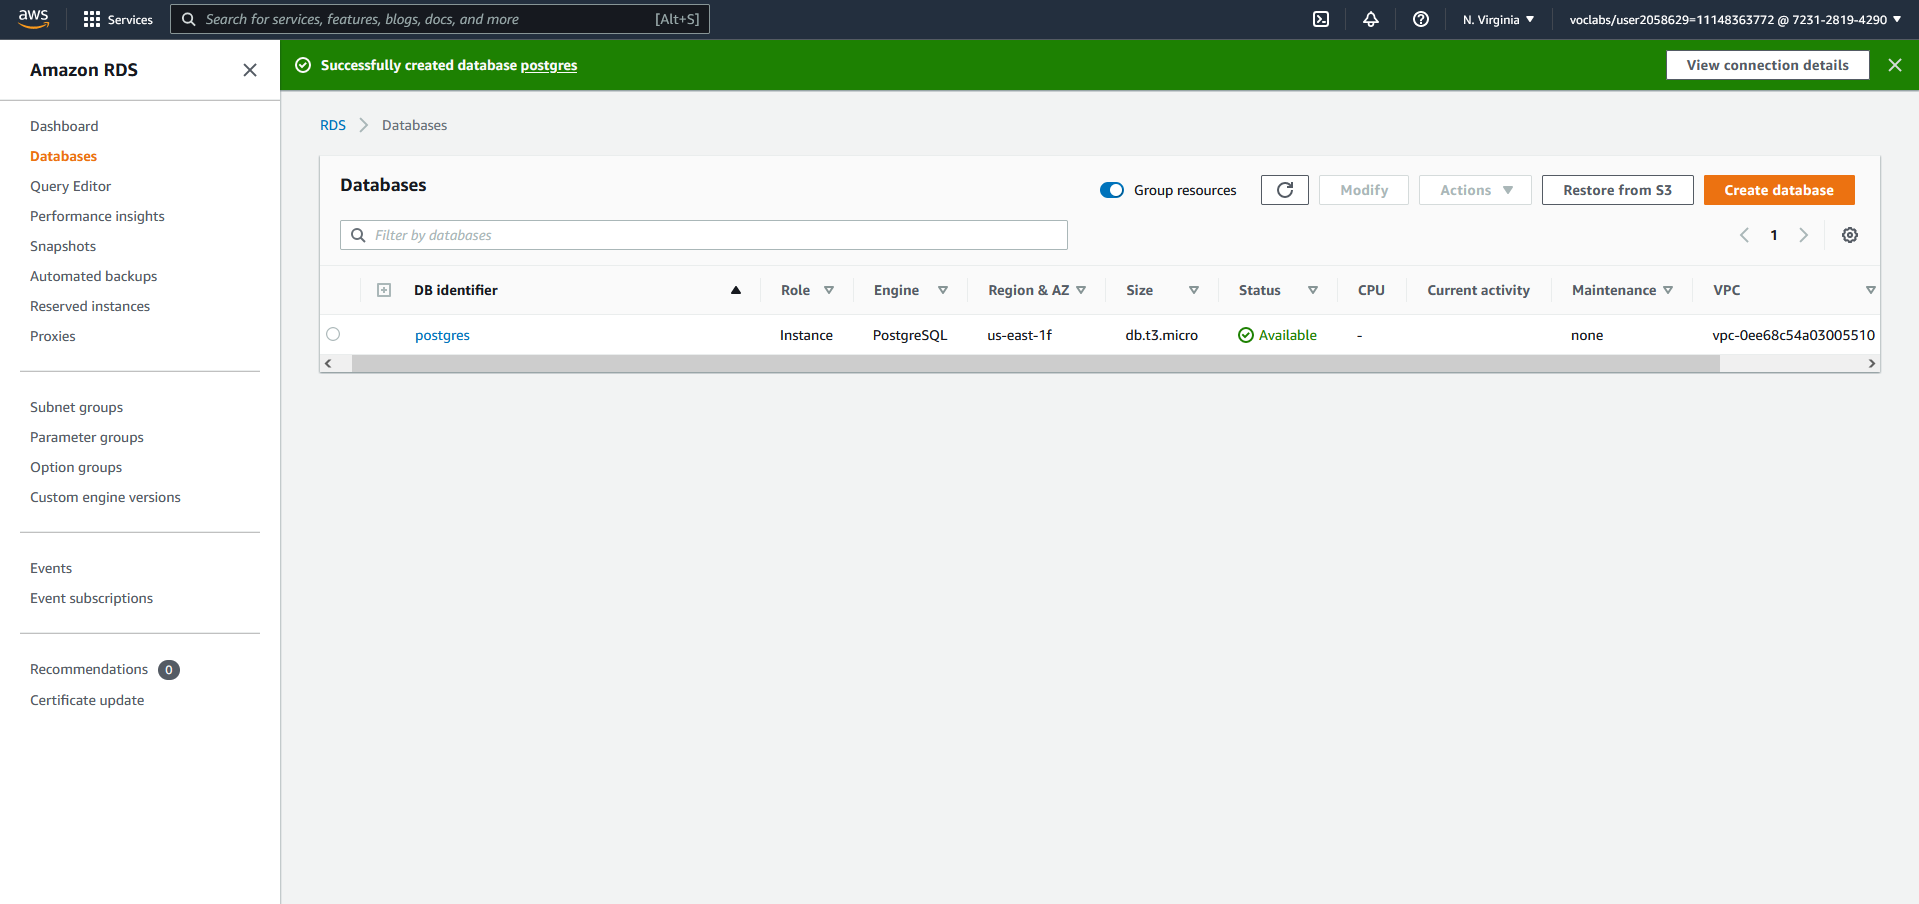 aws
Services
Search for services, features, blogs, docs, and more
[Alt+S]
N. Virginia
voclabs/user2058629=11148363772 @ 7231-2819-4290
Amazon RDS
Dashboard
Databases
Query Editor
Performance insights
Snapshots
Automated backups
Reserved instances
Proxies
Subnet groups
Parameter groups
Option groups
Custom engine versions
Events
Event subscriptions
Recommendations 0
Certificate update
Successfully created database postgres
View connection details
RDS
Databases
Databases
Group resources
Modify
Actions
Restore from S3
Create database
Filter by databases
1
DB identifier Role Engine Region & AZ Size Status CPU Current activity Maintenance VPC
postgres Instance PostgreSQL us-east-1f db.t3.micro Available - none vpc-0ee68c54a03005510